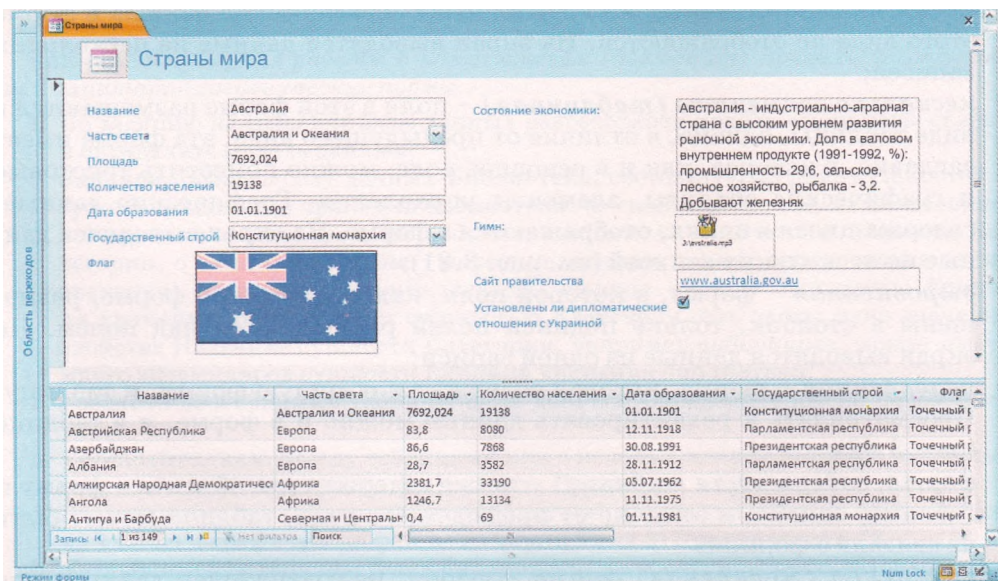 Страны мира
Страны мира
Область переходов
Название Австралия
Часть света Австралия и Океания
Площадь 7692,024
Количество населения 19138
Дата образования 01.01.1901
Государственный строй Конституционная монархия
Флаг
Состояние экономики:
Австралия - индустриально-аграрная
страна с высоким уровнем развития
рыночной экономики. Доля в валовом
внутреннем продукте (1991-1992, %):
промышленность 29,6, сельское,
лесное хозяйство, рыбалка - 3,2.
Добывают железняк
Гимн:
J:\avstralia.mp3
Сайт правительства www.australia.gov.au
Установлены ли дипломатические
отношения с Украиной
Название Часть света Площадь Количество населения Дата образования Государственный строй Флаг
Австралия Австралия и Океания 7692,024 19138 01.01.1901 Конституционная монархия Точечный р
Австрийская Республика Европа 83,8 8080 12.11.1918 Парламентская республика Точечный р
Азербайджан Европа 86,6 7868 30.08.1991 Президентская республика Точечный р
Албания Европа 28,7 3582 28.11.1912 Парламентская республика Точечный р
Алжирская Народная Демократичес Африка 2381,7 33190 05.07.1962 Президентская республика Точечный р
Ангола Африка 1246,7 13134 11.11.1975 Президентская республика Точечный р
Антигуа и Барбуда Северная и Централь 0,4 69 01.11.1981 Конституционная монархия Точечный р
Запись: 1 из 149 Нет фильтра Поиск
Режим формы Num Lock